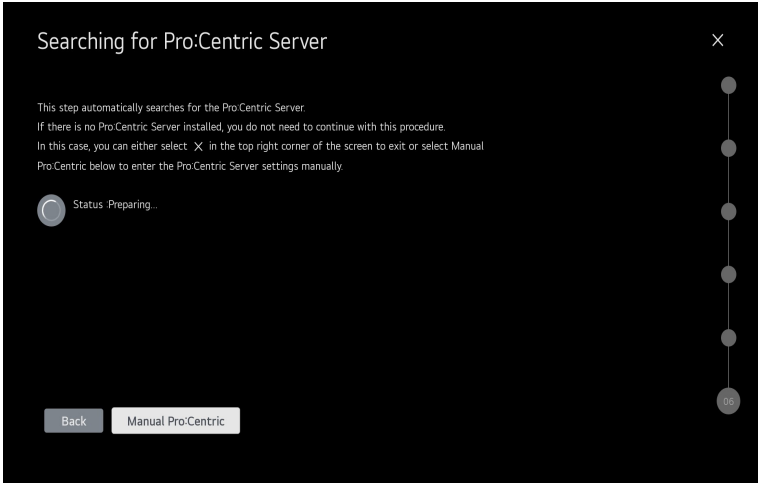 Searching for Pro:Centric Server
This step automatically searches for the Pro:Centric Server.
If there is no Pro:Centric Server installed, you do not need to continue with this procedure.
In this case, you can either select X in the top right corner of the screen to exit or select Manual
Pro:Centric below to enter the Pro:Centric Server settings manually.
Status :Preparing...
06
Back
Manual Pro:Centric